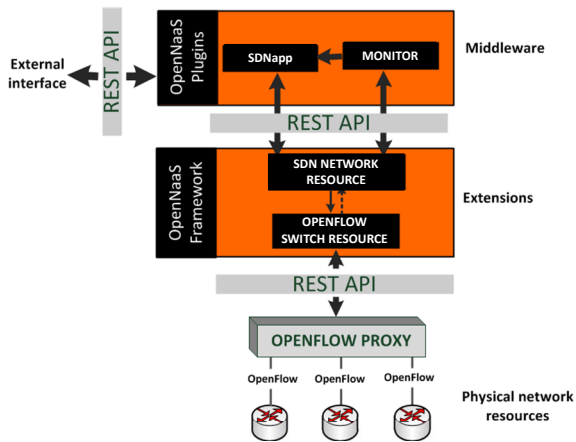 External
interface
REST API
OpenNaaS
Plugins
SDNapp
MONITOR
Middleware
REST API
OpenNaaS
Framework
SDN NETWORK
RESOURCE
OPENFLOW
SWITCH RESOURCE
Extensions
REST API
OPENFLOW PROXY
OpenFlow
OpenFlow
OpenFlow
Physical network
resources